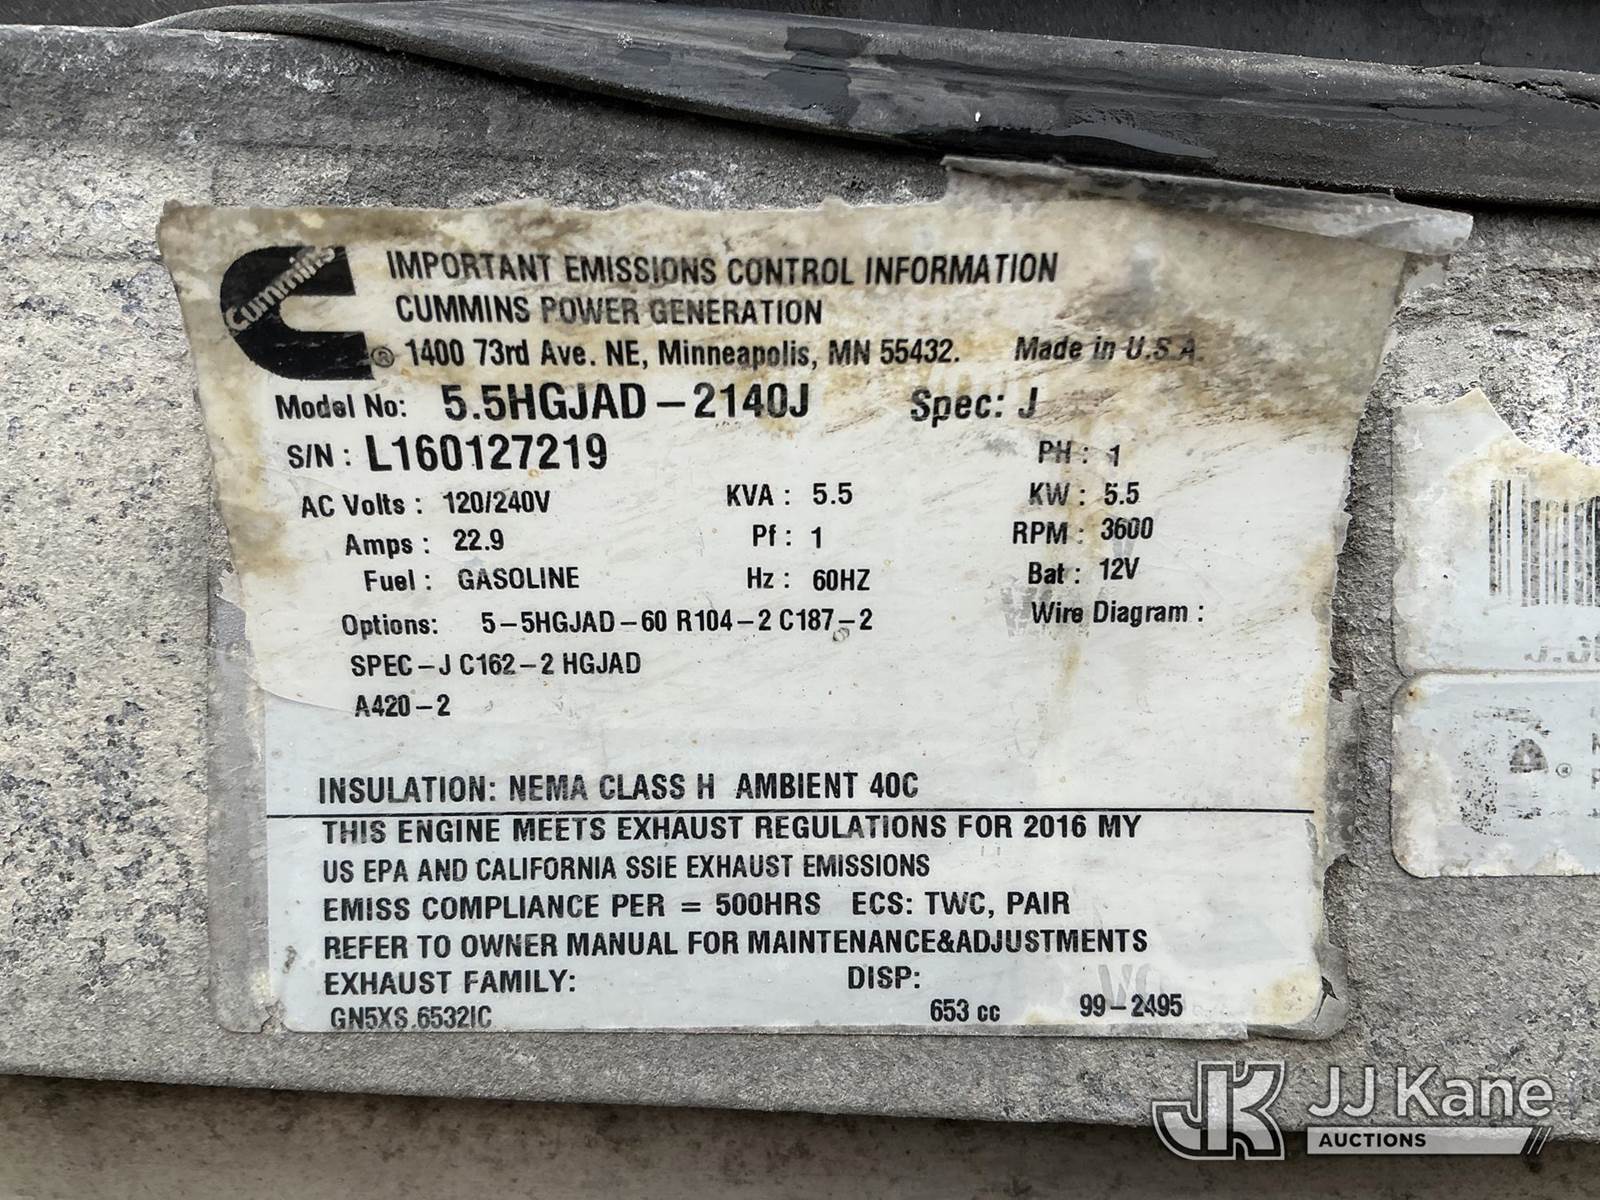 Cummins
IMPORTANT EMISSIONS CONTROL INFORMATION
CUMMINS POWER GENERATION
® 1400 73rd Ave. NE, Minneapolis, MN 55432. Made in U.S.A.
Model No: 5.5HGJAD-2140J Spec: J
S/N: L160127219 PH: 1
AC Volts: 120/240V KVA: 5.5 KW: 5.5
Amps: 22.9 Pf: 1 RPM: 3600
Fuel: GASOLINE Hz: 60HZ Bat: 12V
Options: 5-5HGJAD-60 R104-2 C187-2 Wire Diagram:
SPEC-J C162-2 HGJAD
A420-2
INSULATION: NEMA CLASS H AMBIENT 40C
THIS ENGINE MEETS EXHAUST REGULATIONS FOR 2016 MY
US EPA AND CALIFORNIA SSIE EXHAUST EMISSIONS
EMISS COMPLIANCE PER = 500HRS ECS: TWC, PAIR
REFER TO OWNER MANUAL FOR MAINTENANCE&ADJUSTMENTS
EXHAUST FAMILY: DISP:
GN5XS.6532IC 653 cc 99-2495
JK JJ Kane
AUCTIONS